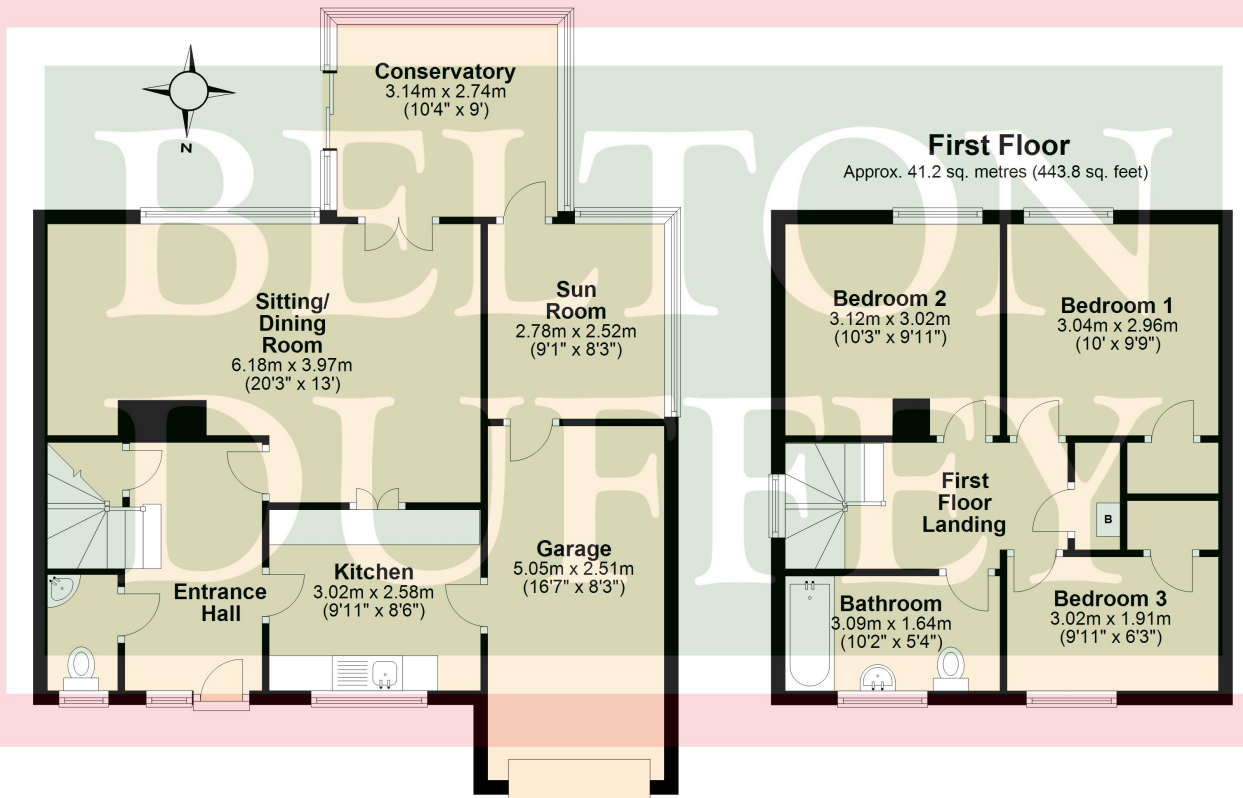 Conservatory
3.14m x 2.74m
(10'4" x 9')
N
BELTON
DUFFEY
First Floor
Approx. 41.2 sq. metres (443.8 sq. feet)
Sitting/
Dining
Room
6.18m x 3.97m
(20'3" x 13')
Sun
Room
2.78m x 2.52m
(9'1" x 8'3")
Bedroom 2
3.12m x 3.02m
(10'3" x 9'11")
Bedroom 1
3.04m x 2.96m
(10' x 9'9")
First
Floor
Landing
B
Garage
5.05m x 2.51m
(16'7" x 8'3")
Kitchen
3.02m x 2.58m
(9'11" x 8'6")
Entrance
Hall
Bathroom
3.09m x 1.64m
(10'2" x 5'4")
Bedroom 3
3.02m x 1.91m
(9'11" x 6'3")